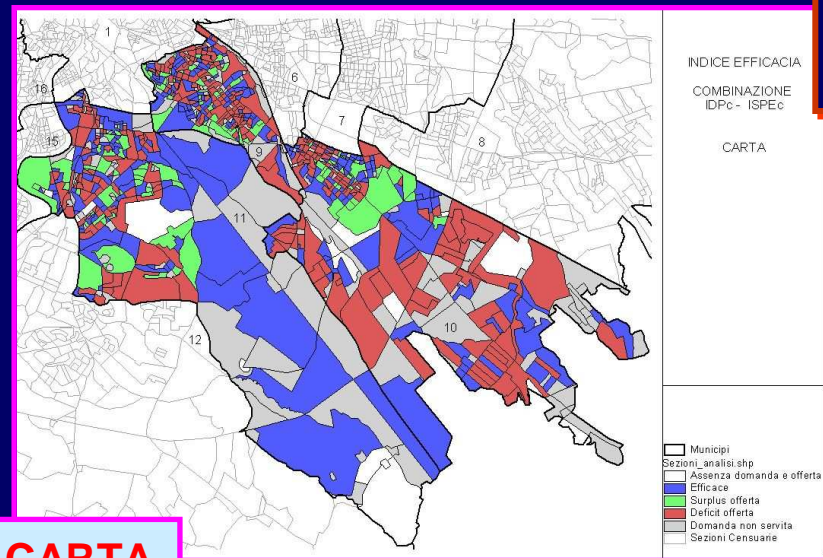 1
16
6
7
15
8
9
11
10
12
INDICE EFFICACIA
COMBINAZIONE
IDPc - ISPEc
CARTA
Municipi
Sezioni_analisi.shp
Assenza domanda e offerta
Efficace
Surplus offerta
Deficit offerta
Domanda non servita
Sezioni Censuarie
CARTA